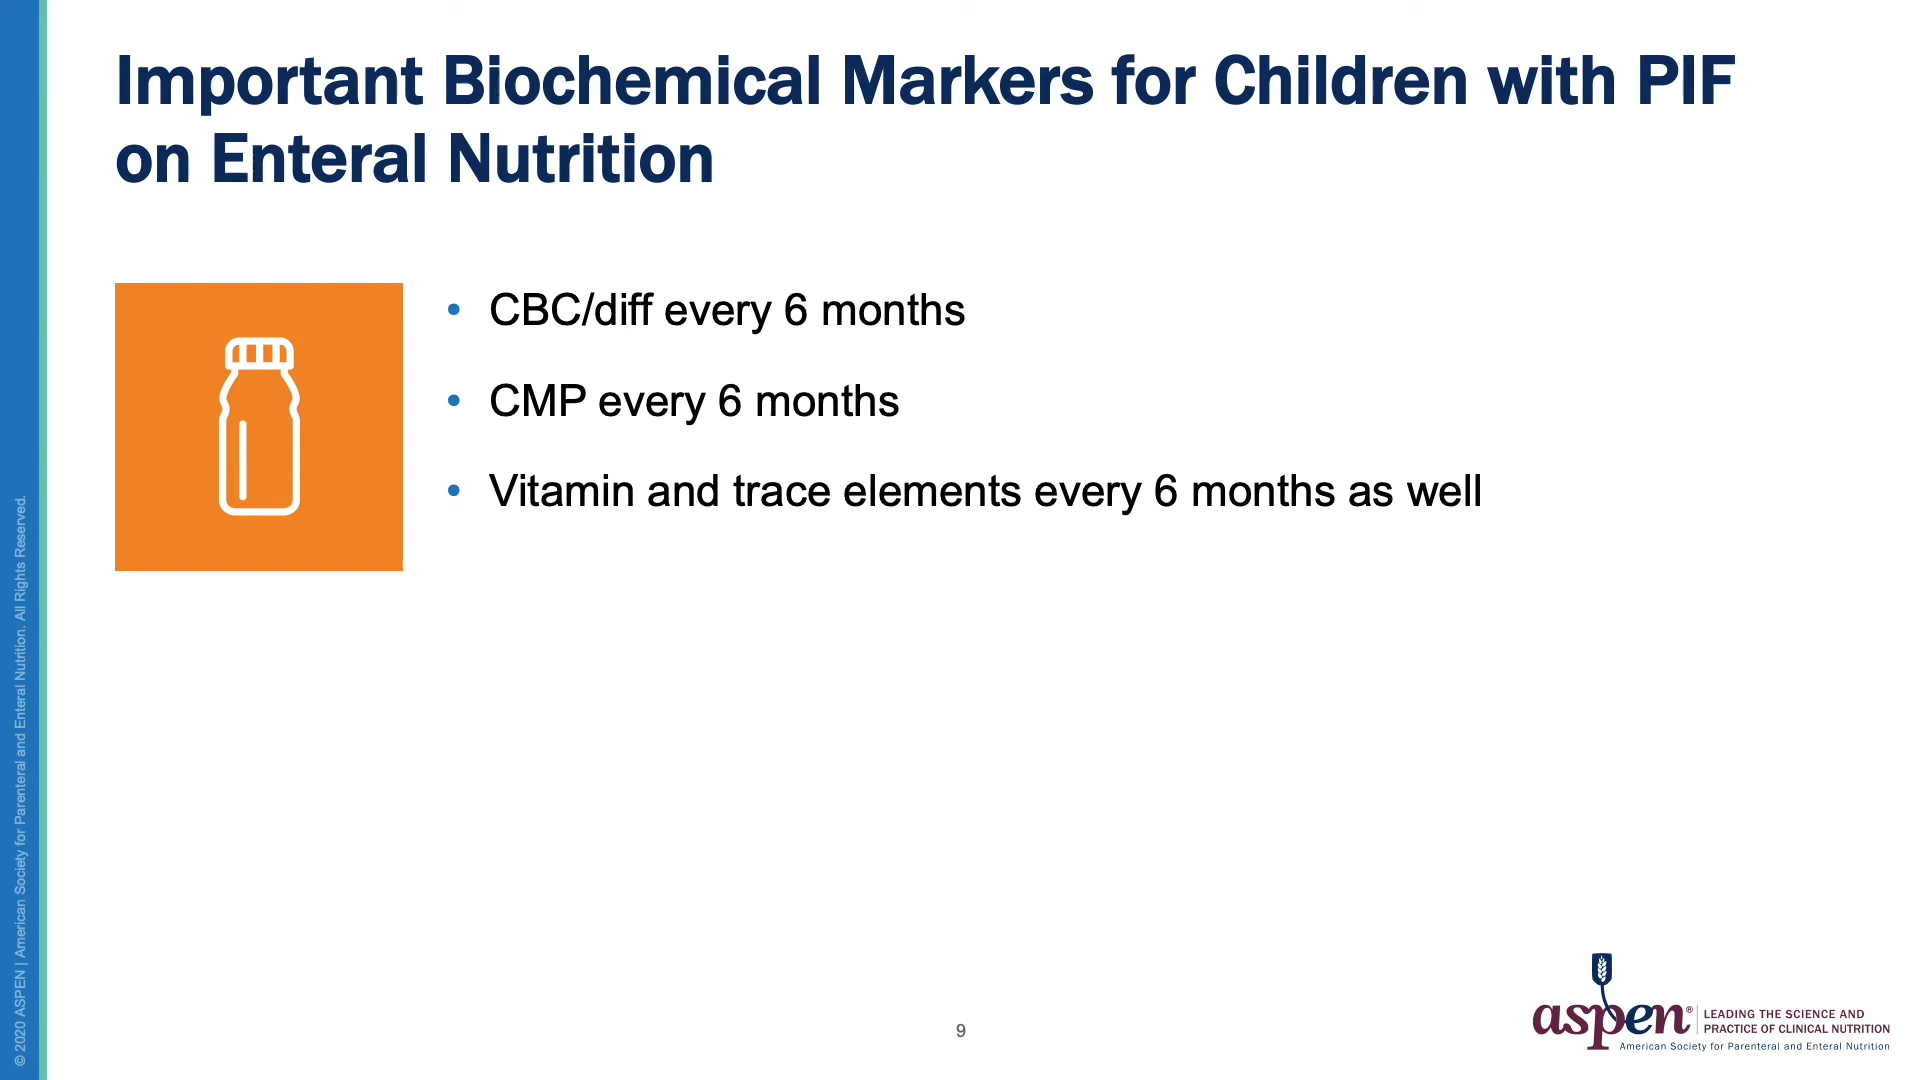 Important Biochemical Markers for Children with PIF
on Enteral Nutrition
• CBC/diff every 6 months
• CMP every 6 months
• Vitamin and trace elements every 6 months as well
© 2020 ASPEN | American Society for Parenteral and Enteral Nutrition. All Rights Reserved.
9
aspen®
LEADING THE SCIENCE AND
PRACTICE OF CLINICAL NUTRITION
American Society for Parenteral and Enteral Nutrition